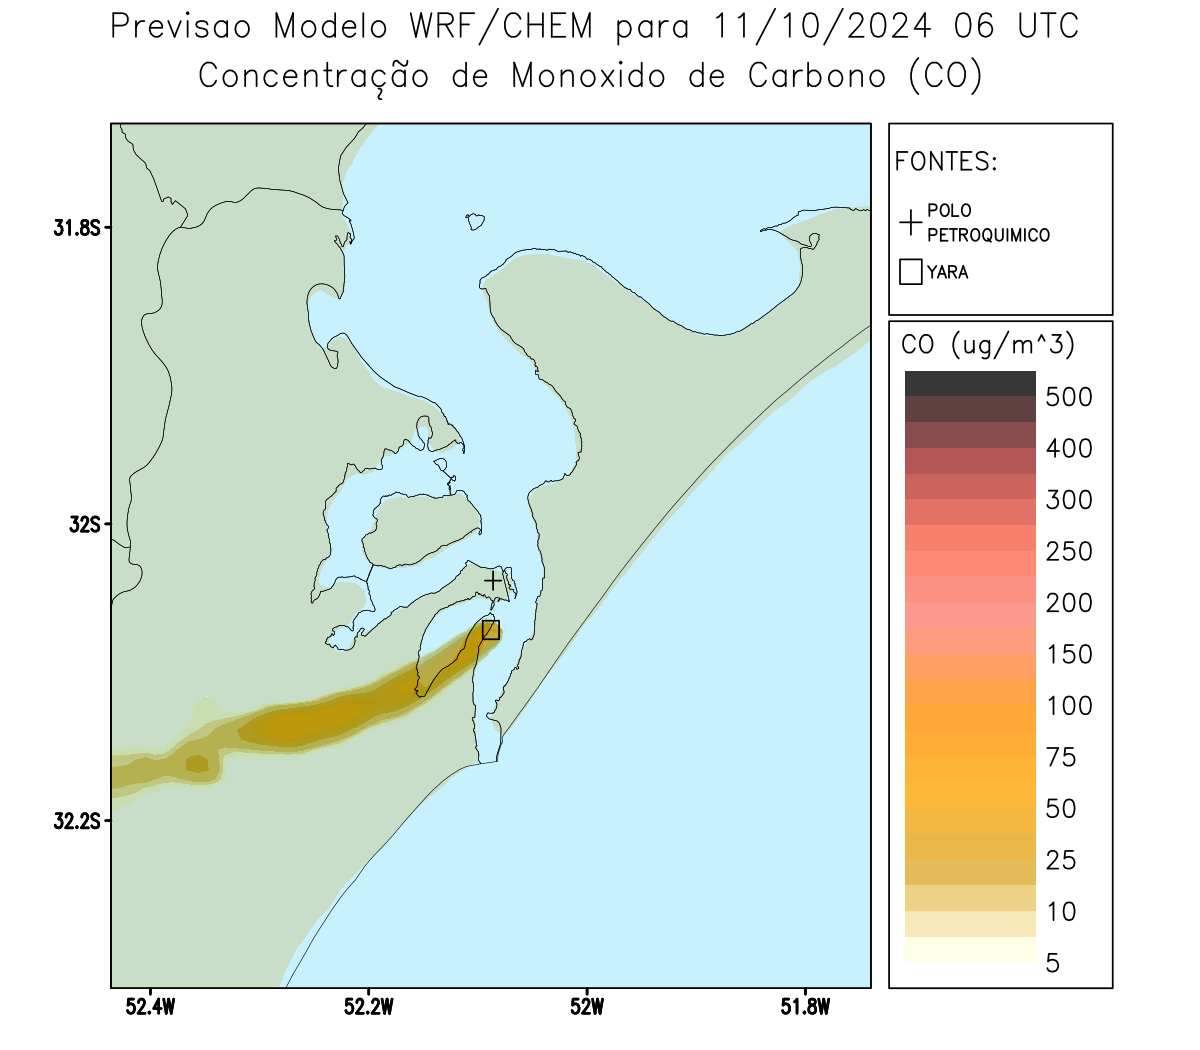 Previsao Modelo WRF/CHEM para 11/10/2024 06 UTC
Concentração de Monoxido de Carbono (CO)
FONTES:
POLO
PETROQUIMICO
YARA
31.8S
32S
32.2S
52.4W
52.2W
52W
51.8W
CO (ug/m^3)
500
400
300
250
200
150
100
75
50
25
10
5